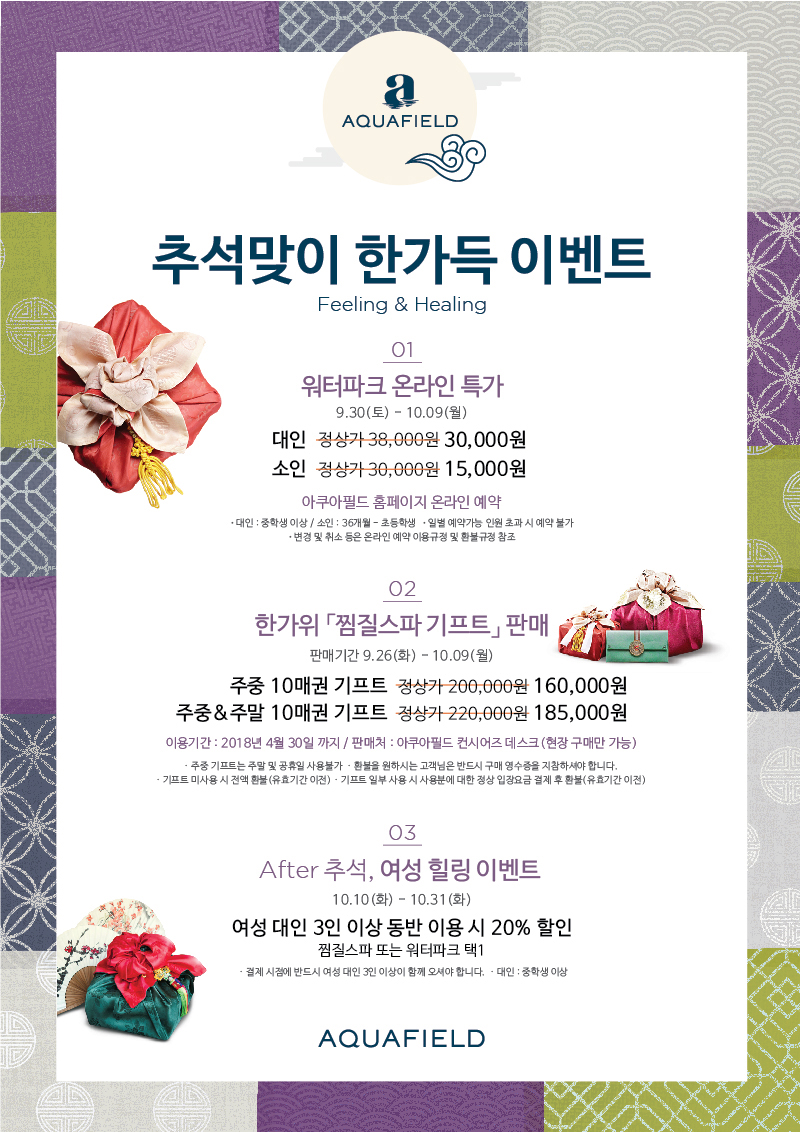 a
AQUAFIELD
추석맞이 한가득 이벤트
Feeling & Healing
01
워터파크 온라인 특가
9.30(토) - 10.09(월)
대인 정상가 38,000원 30,000원
소인 정상가 30,000원 15,000원
아쿠아필드 홈페이지 온라인 예약
· 대인 : 중학생 이상 / 소인 : 36개월 - 초등학생 · 일별 예약가능 인원 초과 시 예약 불가
· 변경 및 취소 등은 온라인 예약 이용규정 및 환불규정 참조
02
한가위 「찜질스파 기프트」 판매
판매기간 9.26(화) - 10.09(월)
주중 10매권 기프트 정상가 200,000원 160,000원
주중&주말 10매권 기프트 정상가 220,000원 185,000원
이용기간 : 2018년 4월 30일 까지 / 판매처 : 아쿠아필드 컨시어즈 데스크(현장 구매만 가능)
· 주중 기프트는 주말 및 공휴일 사용불가 · 환불을 원하시는 고객님은 반드시 구매 영수증을 지참하셔야 합니다.
· 기프트 미사용 시 전액 환불(유효기간 이전) · 기프트 일부 사용 시 사용분에 대한 정상 입장요금 결제 후 환불(유효기간 이전)
03
After 추석, 여성 힐링 이벤트
10.10(화) - 10.31(화)
여성 대인 3인 이상 동반 이용 시 20% 할인
찜질스파 또는 워터파크 택1
· 결제 시점에 반드시 여성 대인 3인 이상이 함께 오셔야 합니다. · 대인 : 중학생 이상
AQUAFIELD